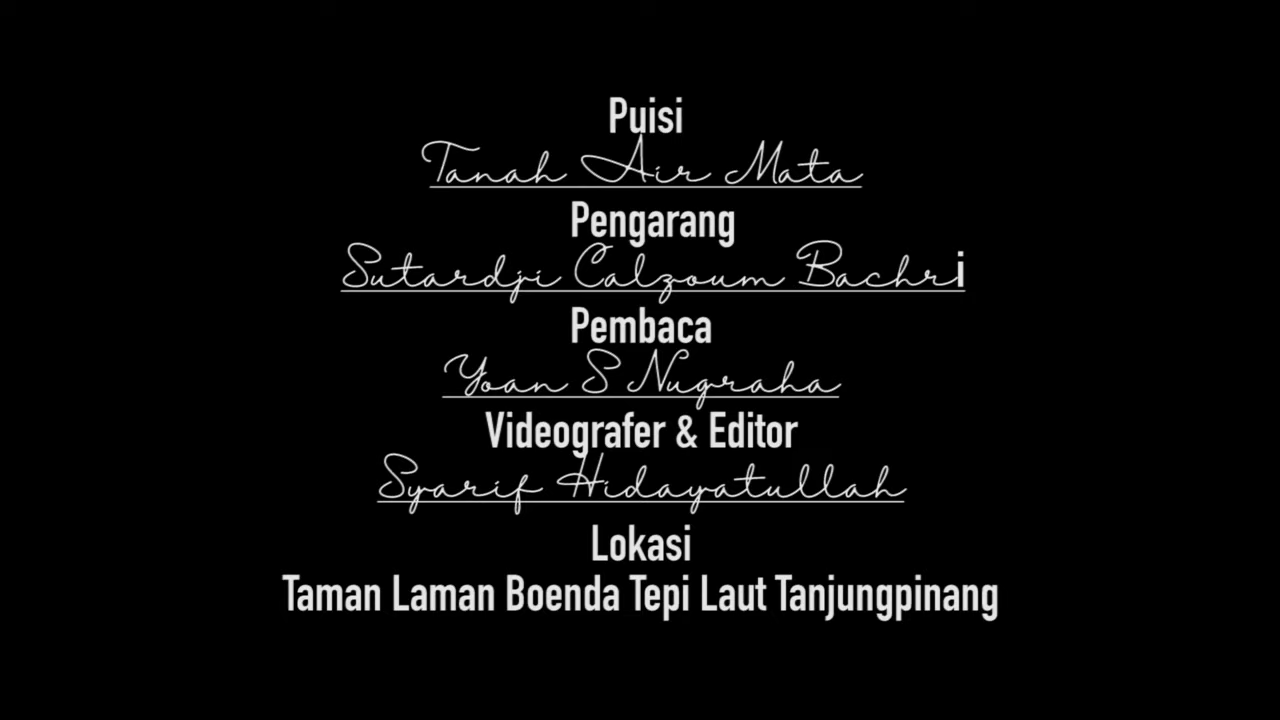 Puisi
Tanah Air Mata
Pengarang
Sutardji Calzoum Bachri
Pembaca
Yoan S Nugraha
Videografer & Editor
Syarif Hidayatullah
Lokasi
Taman Laman Boenda Tepi Laut Tanjungpinang